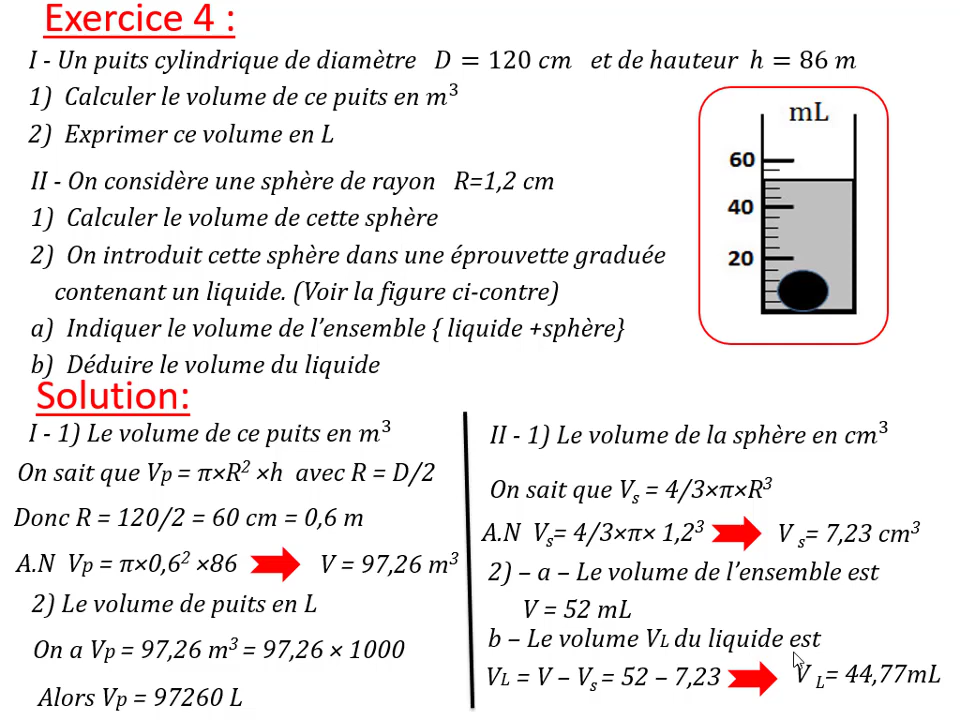 Exercice 4 :
I - Un puits cylindrique de diamètre D = 120 cm et de hauteur h = 86 m
1) Calculer le volume de ce puits en m³
2) Exprimer ce volume en L
II - On considère une sphère de rayon R=1,2 cm
1) Calculer le volume de cette sphère
2) On introduit cette sphère dans une éprouvette graduée
contenant un liquide. (Voir la figure ci-contre)
a) Indiquer le volume de l'ensemble { liquide +sphère}
b) Déduire le volume du liquide
mL
60
40
20
Solution:
I - 1) Le volume de ce puits en m³
On sait que Vp = π×R² ×h avec R = D/2
Donc R = 120/2 = 60 cm = 0,6 m
A.N Vp = π×0,6² ×86 V = 97,26 m³
2) Le volume de puits en L
On a Vp = 97,26 m³ = 97,26 × 1000
Alors Vp = 97260 L
II - 1) Le volume de la sphère en cm³
On sait que Vₛ = 4/3×π×R³
A.N Vₛ= 4/3×π× 1,2³ V ₛ= 7,23 cm³
2) – a – Le volume de l'ensemble est
V = 52 mL
b – Le volume VL du liquide est
VL = V – Vₛ = 52 – 7,23 V L= 44,77mL